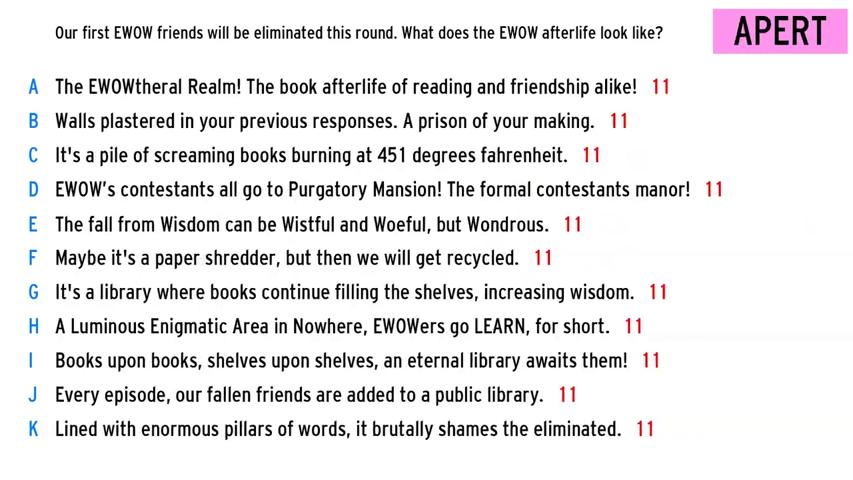 Our first EWOW friends will be eliminated this round. What does the EWOW afterlife look like?
APERT
A The EWOWtheral Realm! The book afterlife of reading and friendship alike! 11
B Walls plastered in your previous responses. A prison of your making. 11
C It's a pile of screaming books burning at 451 degrees fahrenheit. 11
D EWOW's contestants all go to Purgatory Mansion! The formal contestants manor! 11
E The fall from Wisdom can be Wistful and Woeful, but Wondrous. 11
F Maybe it's a paper shredder, but then we will get recycled. 11
G It's a library where books continue filling the shelves, increasing wisdom. 11
H A Luminous Enigmatic Area in Nowhere, EWOWers go LEARN, for short. 11
I Books upon books, shelves upon shelves, an eternal library awaits them! 11
J Every episode, our fallen friends are added to a public library. 11
K Lined with enormous pillars of words, it brutally shames the eliminated. 11